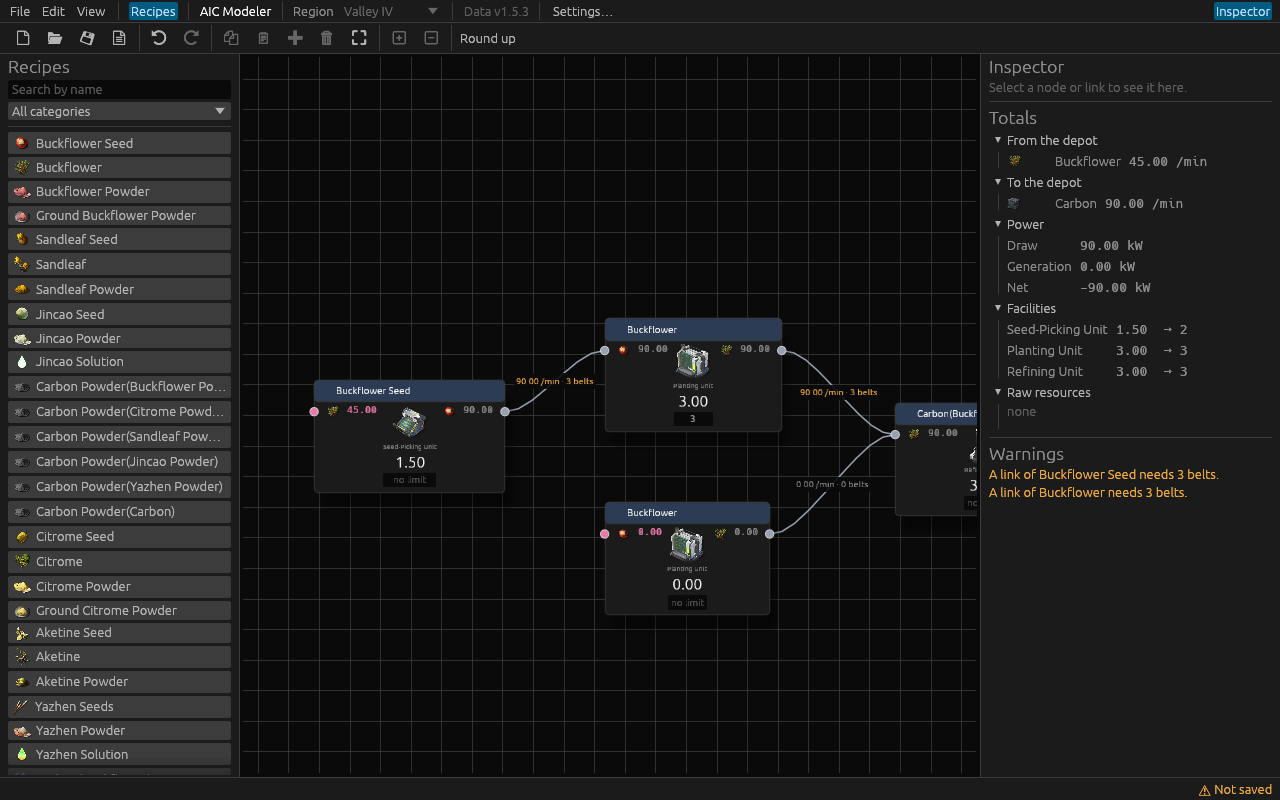 File Edit View Recipes AIC Modeler Region Valley IV Data v1.5.3 Settings… Inspector
Round up
Recipes
Search by name
All categories
Buckflower Seed
Buckflower
Buckflower Powder
Ground Buckflower Powder
Sandleaf Seed
Sandleaf
Sandleaf Powder
Jincao Seed
Jincao Powder
Jincao Solution
Carbon Powder(Buckflower Po…
Carbon Powder(Citrome Powd…
Carbon Powder(Sandleaf Pow…
Carbon Powder(Jincao Powder)
Carbon Powder(Yazhen Powder)
Carbon Powder(Carbon)
Citrome Seed
Citrome
Citrome Powder
Ground Citrome Powder
Aketine Seed
Aketine
Aketine Powder
Yazhen Seeds
Yazhen Powder
Yazhen Solution
Buckflower Seed
45.00 90.00
Seed-Picking Unit
1.50
no limit
90.00 /min · 3 belts
Buckflower
90.00 90.00
Planting Unit
3.00
3
90.00 /min · 3 belts
Buckflower
0.00 0.00
Planting Unit
0.00
no limit
0.00 /min · 0 belts
Carbon (Buckf
90.00
Inspector
Select a node or link to see it here.
Totals
From the depot
Buckflower 45.00 /min
To the depot
Carbon 90.00 /min
Power
Draw 90.00 kW
Generation 0.00 kW
Net −90.00 kW
Facilities
Seed-Picking Unit 1.50 → 2
Planting Unit 3.00 → 3
Refining Unit 3.00 → 3
Raw resources
none
Warnings
A link of Buckflower Seed needs 3 belts.
A link of Buckflower needs 3 belts.
⚠ Not saved